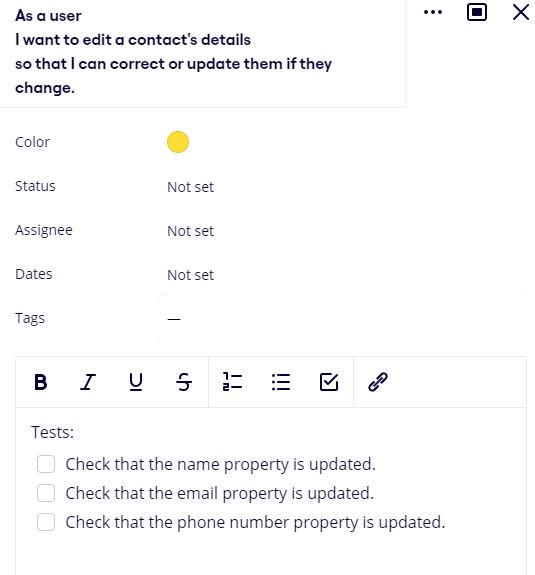 As a user
I want to edit a contact's details
so that I can correct or update them if they
change.
Color
Status Not set
Assignee Not set
Dates Not set
Tags —
B I U S
Tests:
Check that the name property is updated.
Check that the email property is updated.
Check that the phone number property is updated.